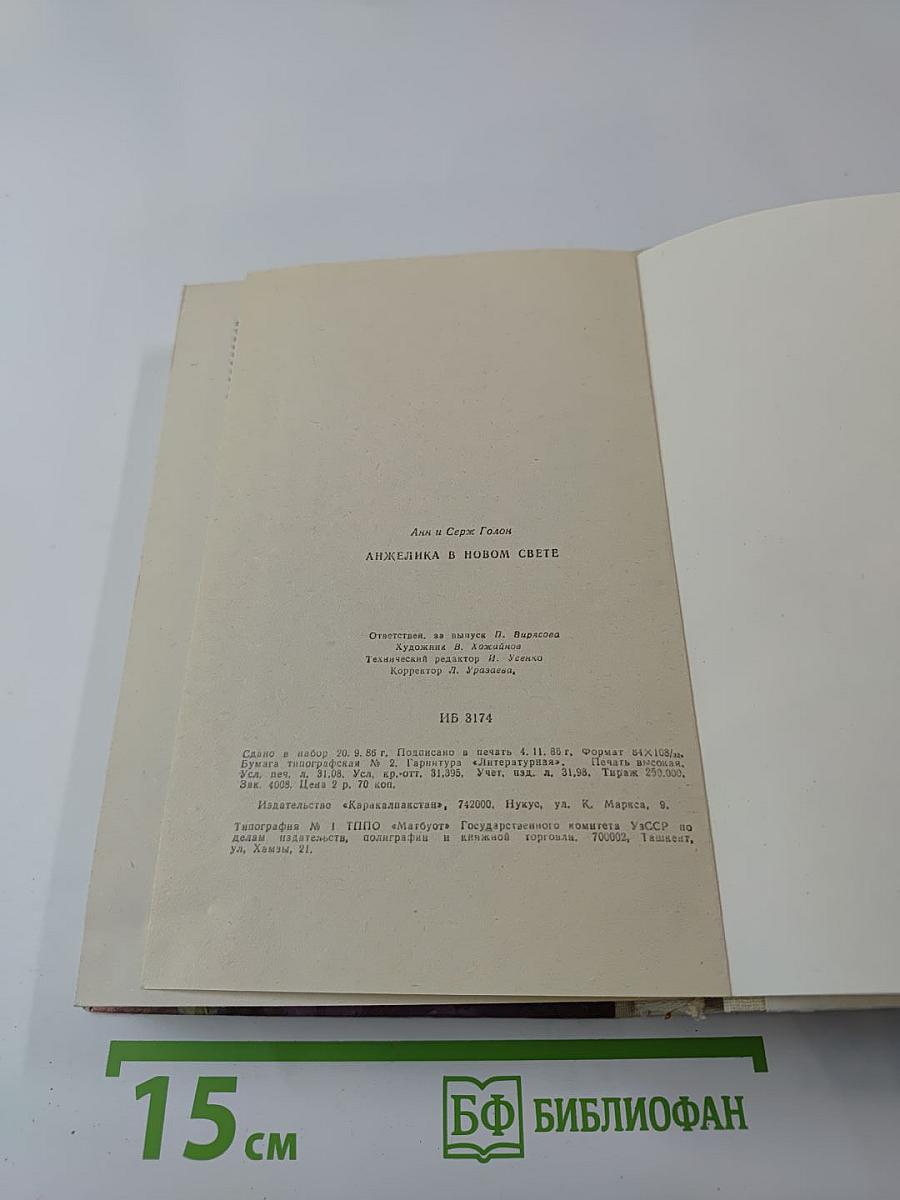 Анн и Серж Голон
АНЖЕЛИКА В НОВОМ СВЕТЕ
Ответствен. за выпуск П. Вирясова
Художник В. Хожайнов
Технический редактор И. Усенко
Корректор Л. Уразаева.
ИБ 3174
Сдано в набор 20. 9. 86 г. Подписано в печать 4. 11. 86 г. Формат 84Х108/32.
Бумага типографская № 2. Гарнитура «Литературная». Печать высокая.
Усл. печ. л. 31,08. Усл. кр.-отт. 31,395. Учет. изд. л. 31,98. Тираж 250.000.
Зак. 4008. Цена 2 р. 70 коп.
Издательство «Каракалпакстан», 742000, Нукус, ул. К. Маркса, 9.
Типография № 1 ТППО «Матбуот» Государственного комитета УзССР по
делам издательств, полиграфии и книжной торговли. 700002, Ташкент,
ул, Хамзы, 21.
15 см
БФ БИБЛИОФАН